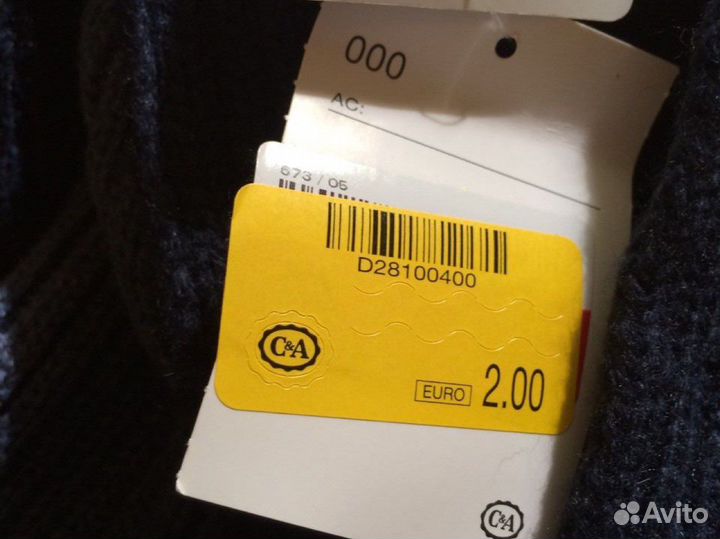 000
AC:
673 / 05
D28100400
C&A
EURO 2.00
C&A
Avito